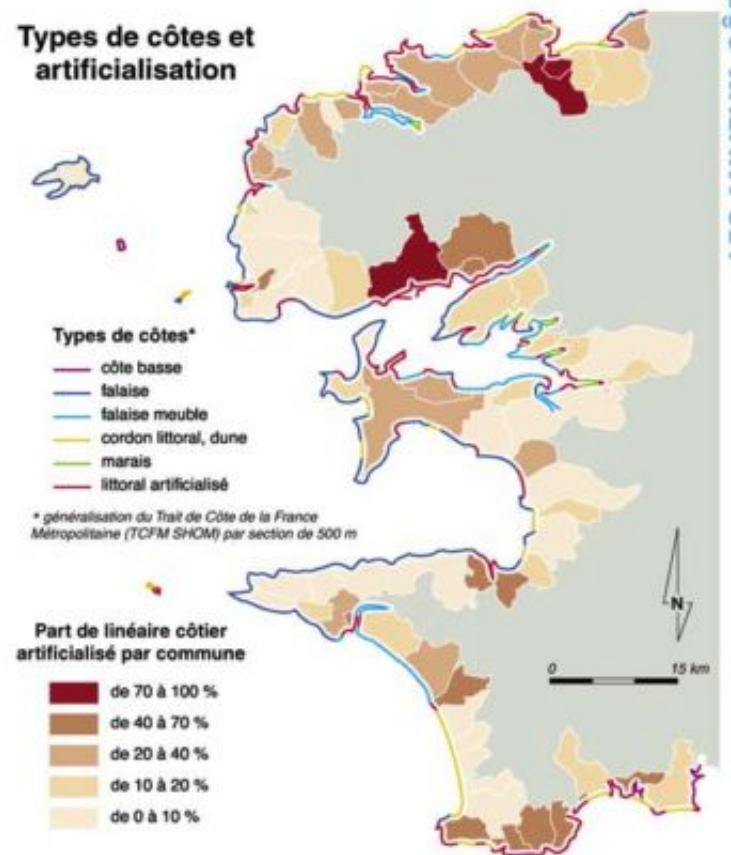 Types de côtes et
artificialisation
Types de côtes*
côte basse
falaise
falaise meuble
cordon littoral, dune
marais
littoral artificialisé
* généralisation du Trait de Côte de la France
Métropolitaine (TCFM SHOM) par section de 500 m
Part de linéaire côtier
artificialisé par commune
de 70 à 100 %
de 40 à 70 %
de 20 à 40 %
de 10 à 20 %
de 0 à 10 %
N
0 15 km